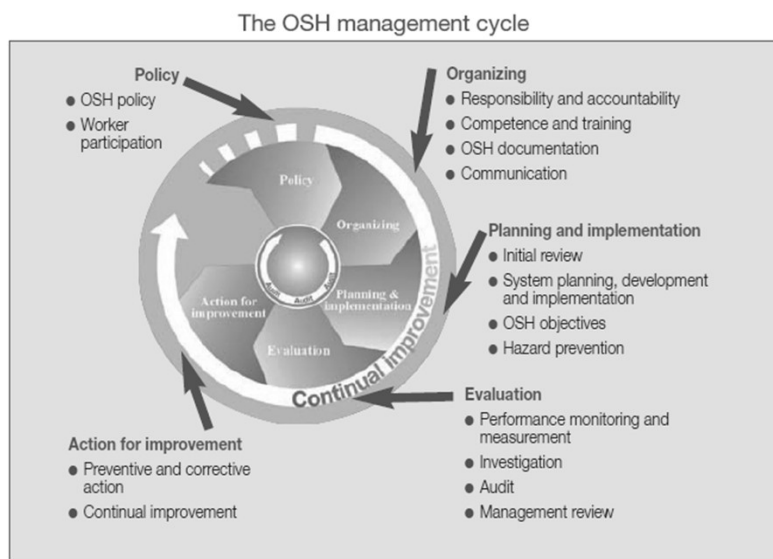 The OSH management cycle
Policy
● OSH policy
● Worker
participation
Organizing
● Responsibility and accountability
● Competence and training
● OSH documentation
● Communication
Policy
Organizing
Planning &
implementation
Evaluation
Action for
improvement
Audit
Audit
Audit
Continual improvement
Planning and implementation
● Initial review
● System planning, development
and implementation
● OSH objectives
● Hazard prevention
Evaluation
● Performance monitoring and
measurement
● Investigation
● Audit
● Management review
Action for improvement
● Preventive and corrective
action
● Continual improvement